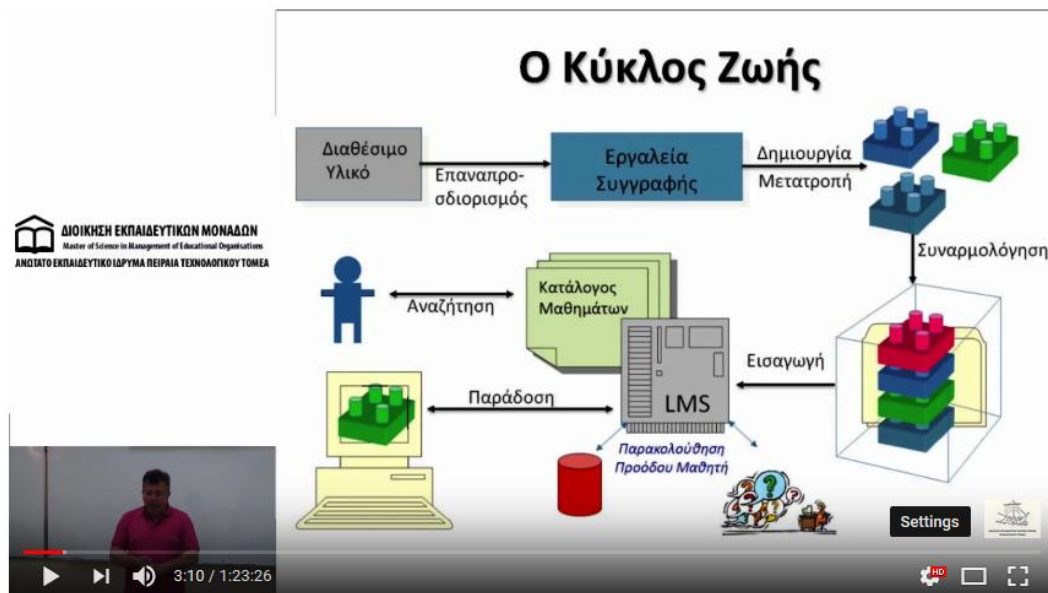 Ο Κύκλος Ζωής
Διαθέσιμο
Υλικό
Επαναπρο-
σδιορισμός
Εργαλεία
Συγγραφής
Δημιουργία
Μετατροπή
Συναρμολόγηση
ΔΙΟΙΚΗΣΗ ΕΚΠΑΙΔΕΥΤΙΚΩΝ ΜΟΝΑΔΩΝ
Master of Science in Management of Educational Organisations
ΑΝΩΤΑΤΟ ΕΚΠΑΙΔΕΥΤΙΚΟ ΙΔΡΥΜΑ ΠΕΙΡΑΙΑ ΤΕΧΝΟΛΟΓΙΚΟΥ ΤΟΜΕΑ
Αναζήτηση
Κατάλογος
Μαθημάτων
Εισαγωγή
Παράδοση
LMS
Παρακολούθηση
Προόδου Μαθητή
Settings
3:10 / 1:23:26
HD